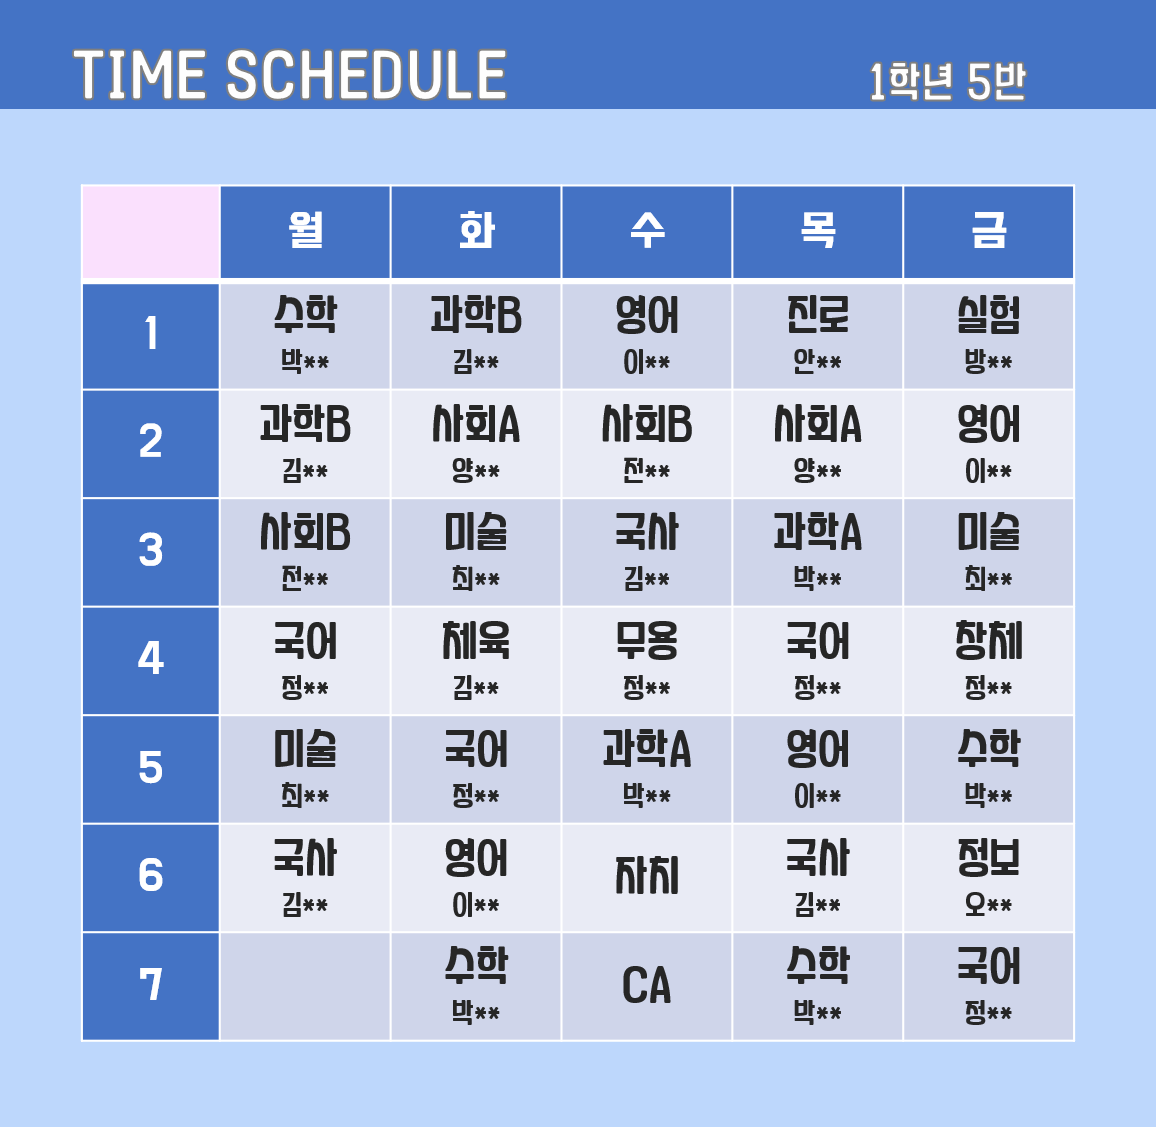 TIME SCHEDULE
1학년 5반
월 화 수 목 금
1 수학 과학B 영어 진로 실험
박** 김** 이** 안** 방**
2 과학B 사회A 사회B 사회A 영어
김** 양** 전** 양** 이**
3 사회B 미술 국사 과학A 미술
전** 최** 김** 박** 최**
4 국어 체육 무용 국어 창체
정** 김** 정** 정** 정**
5 미술 국어 과학A 영어 수학
최** 정** 박** 이** 박**
6 국사 영어 자치 국사 정보
김** 이** 김** 오**
7 수학 CA 수학 국어
박** 박** 정**